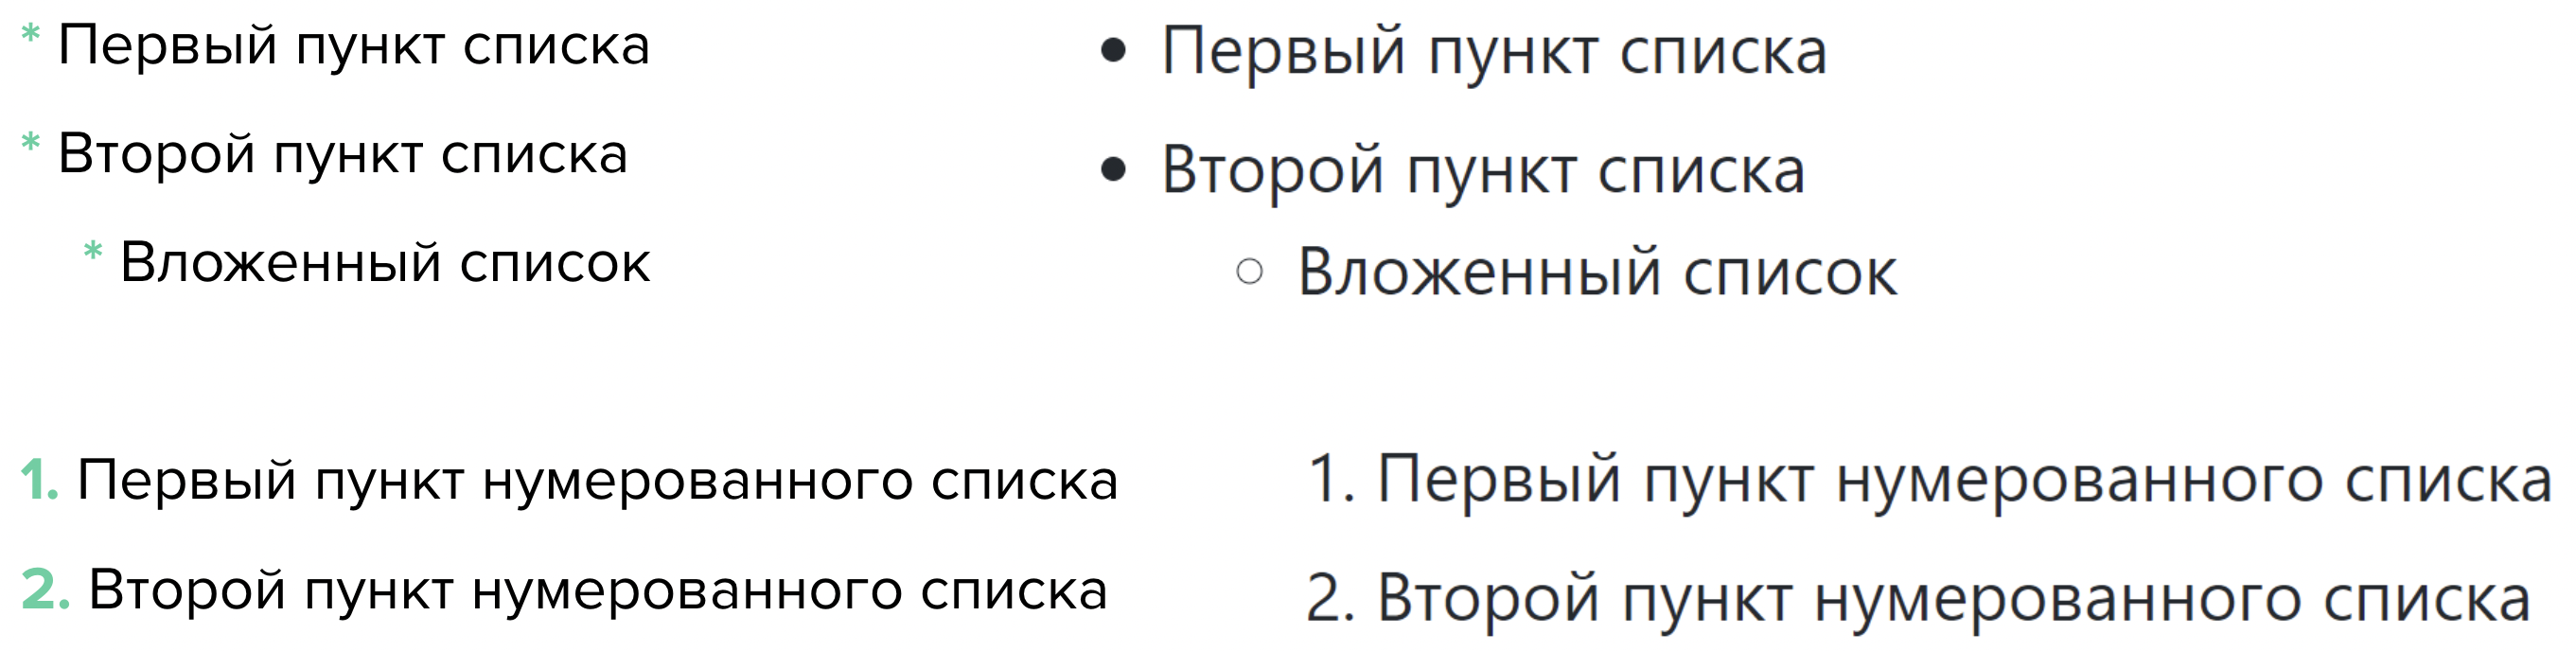 * Первый пункт списка
* Второй пункт списка
* Вложенный список
• Первый пункт списка
• Второй пункт списка
○ Вложенный список
1. Первый пункт нумерованного списка
2. Второй пункт нумерованного списка
1. Первый пункт нумерованного списка
2. Второй пункт нумерованного списка